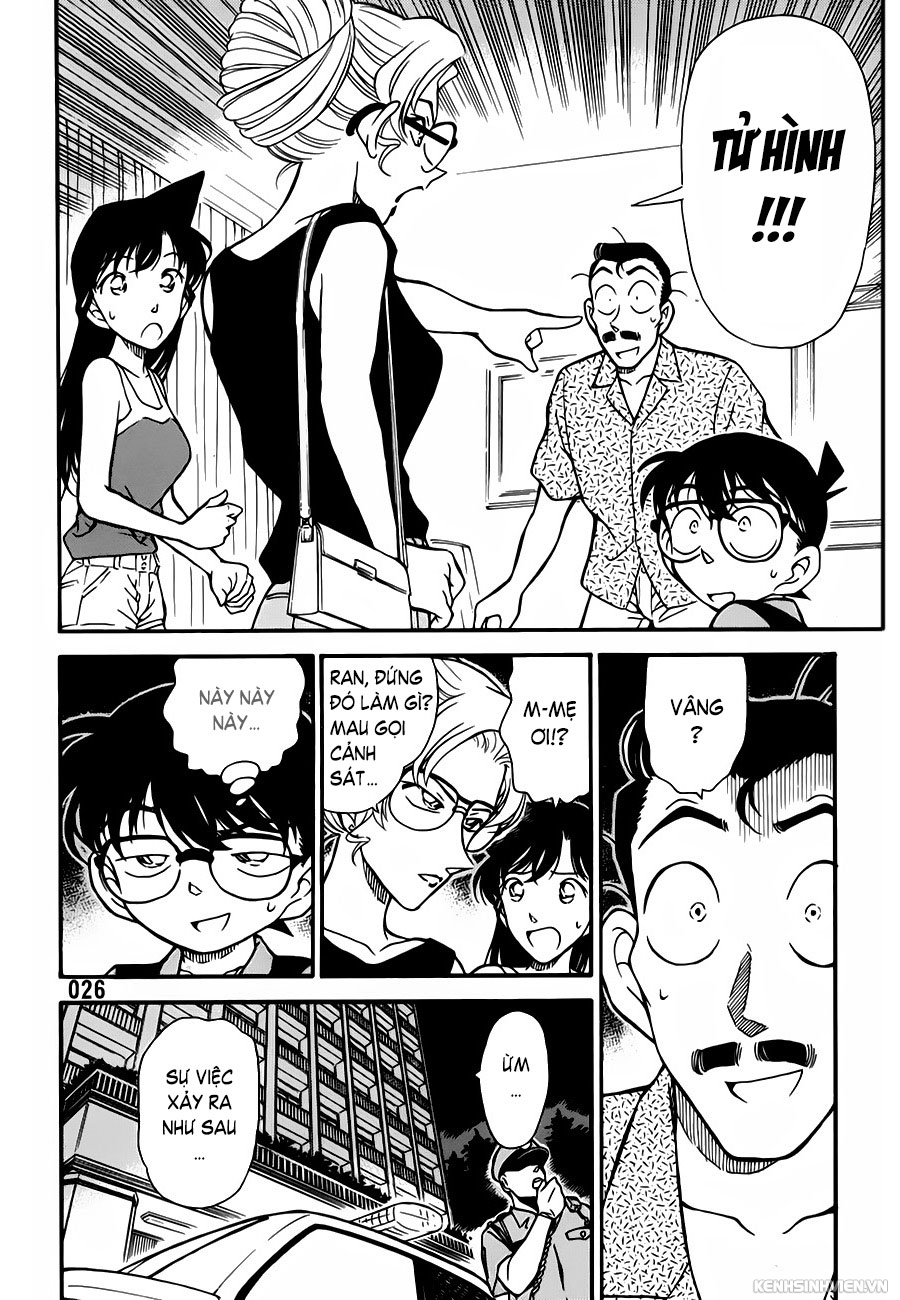 TỬ HÌNH
!!!
VÂNG
?
M-MẸ
ƠI!?
RAN, ĐỨNG
ĐÓ LÀM GÌ?
MAU GỌI
CẢNH
SÁT...
NÀY NÀY
NÀY...
026
ỪM
...
SỰ VIỆC
XẢY RA
NHƯ SAU
...
KENHSINHVIEN.VN